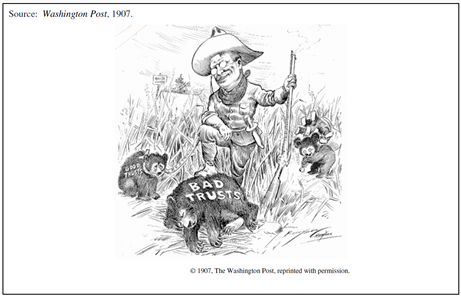 Source: Washington Post, 1907.
GOOD
TRUSTS
BAD
TRUSTS
© 1907, The Washington Post, reprinted with permission.